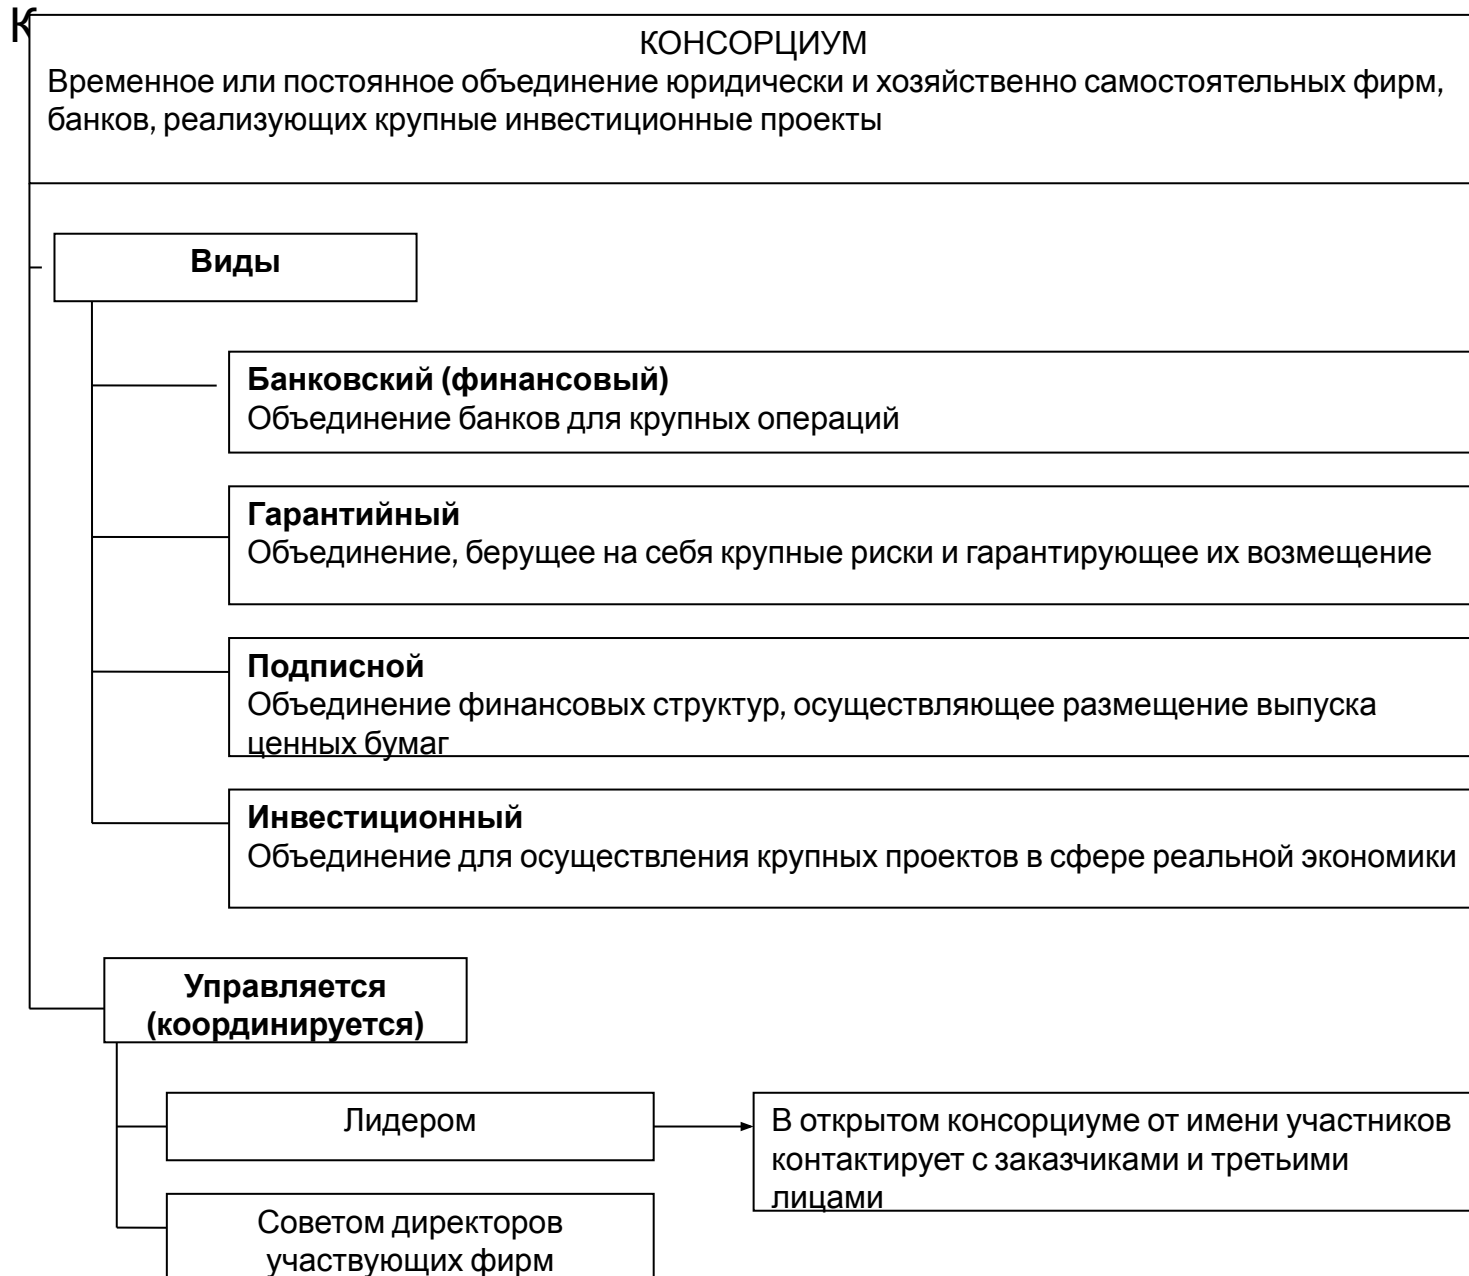 К
КОНСОРЦИУМ
Временное или постоянное объединение юридически и хозяйственно самостоятельных фирм,
банков, реализующих крупные инвестиционные проекты
Виды
Банковский (финансовый)
Объединение банков для крупных операций
Гарантийный
Объединение, берущее на себя крупные риски и гарантирующее их возмещение
Подписной
Объединение финансовых структур, осуществляющее размещение выпуска
ценных бумаг
Инвестиционный
Объединение для осуществления крупных проектов в сфере реальной экономики
Управляется
(координируется)
Лидером
В открытом консорциуме от имени участников
контактирует с заказчиками и третьими
лицами
Советом директоров
участвующих фирм